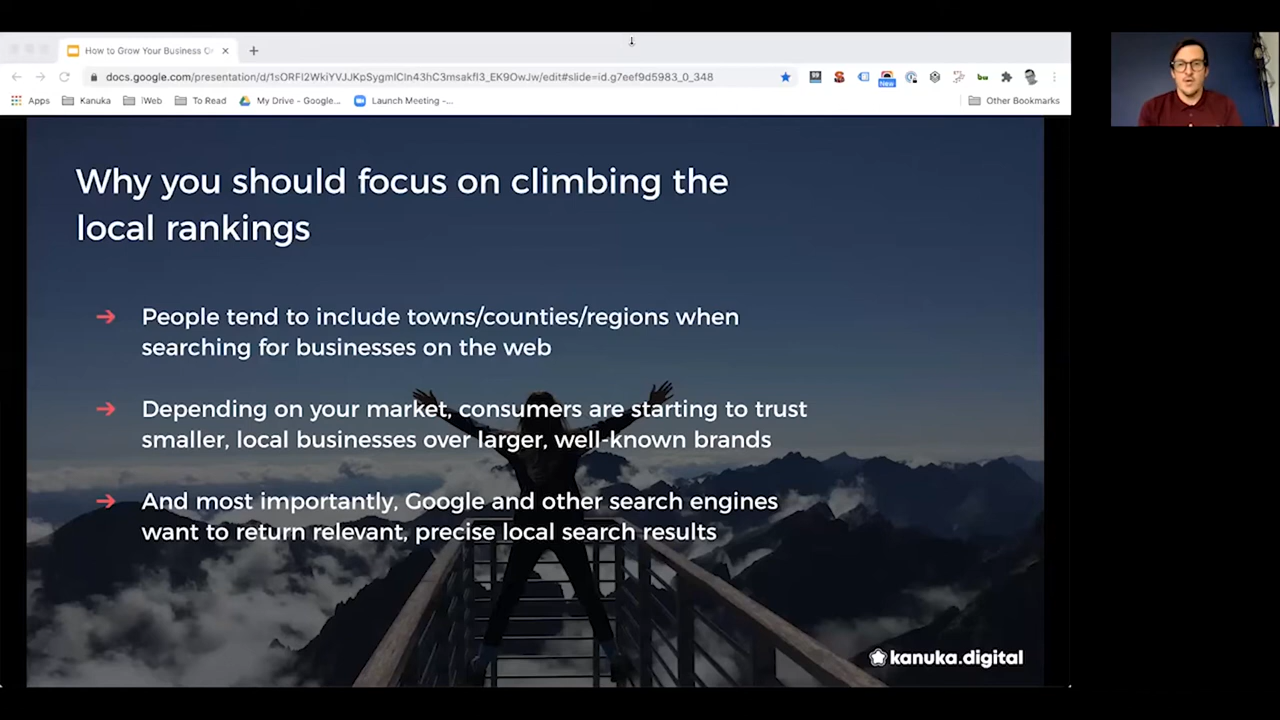 How to Grow Your Business Or
docs.google.com/presentation/d/1sORFl2WkiYVJJKpSygmlCln43hC3msakfl3_EK9OwJw/edit#slide=id.g7eef9d5983_0_348
New
Apps
Kanuka
iWeb
To Read
My Drive - Google...
Launch Meeting -...
Other Bookmarks
Why you should focus on climbing the
local rankings
People tend to include towns/counties/regions when
searching for businesses on the web
Depending on your market, consumers are starting to trust
smaller, local businesses over larger, well-known brands
And most importantly, Google and other search engines
want to return relevant, precise local search results
kanuka.digital